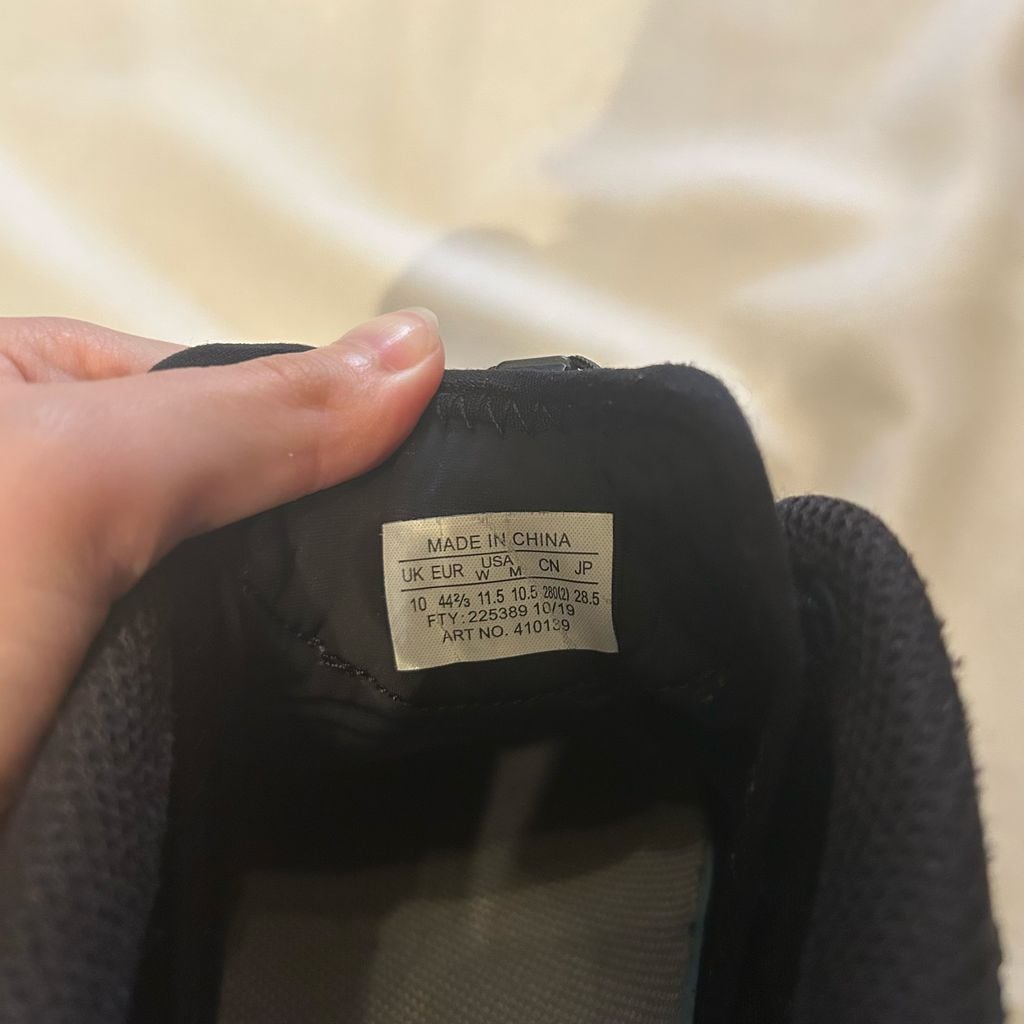 MADE IN CHINA
UK EUR USA CN JP
W M
10 44⅔ 11.5 10.5 280(2) 28.5
FTY: 225389 10/19
ART NO. 410139